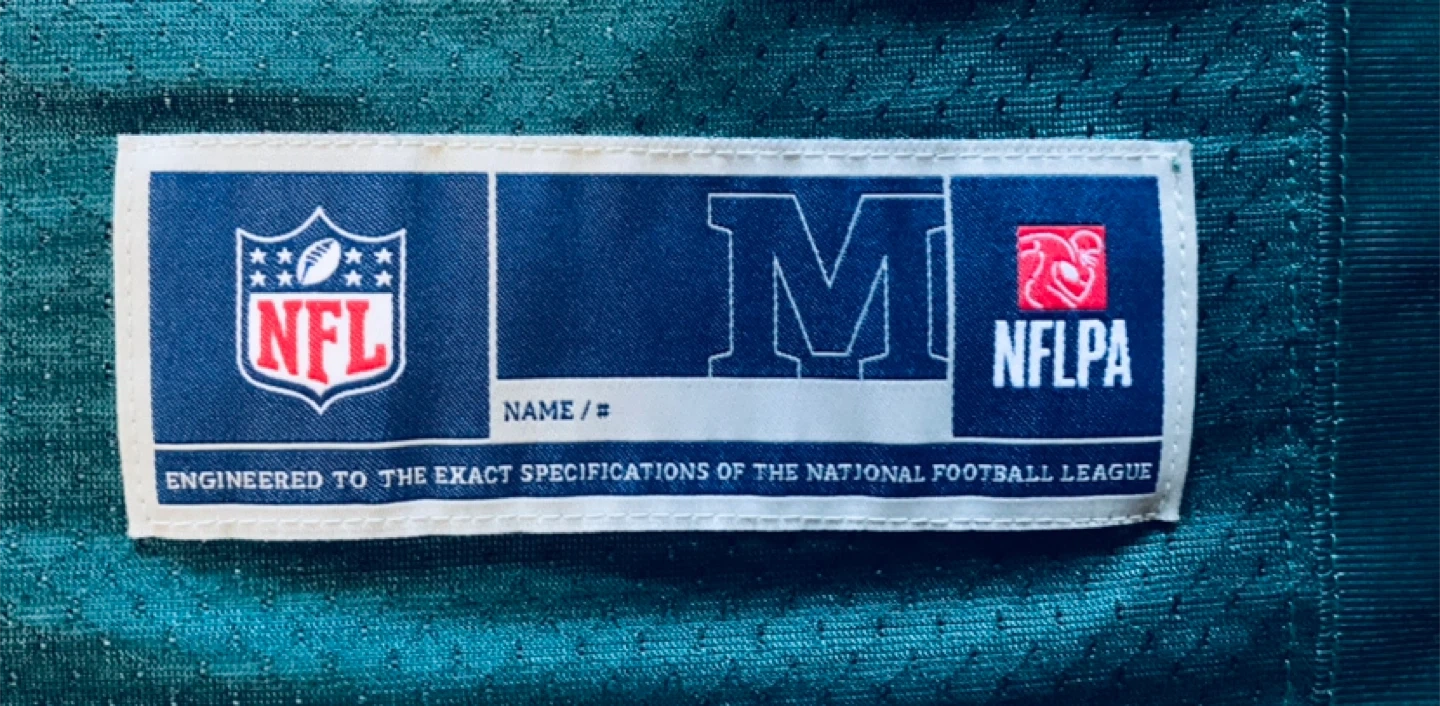 NFL
M
NFLPA
NAME / #
ENGINEERED TO THE EXACT SPECIFICATIONS OF THE NATIONAL FOOTBALL LEAGUE